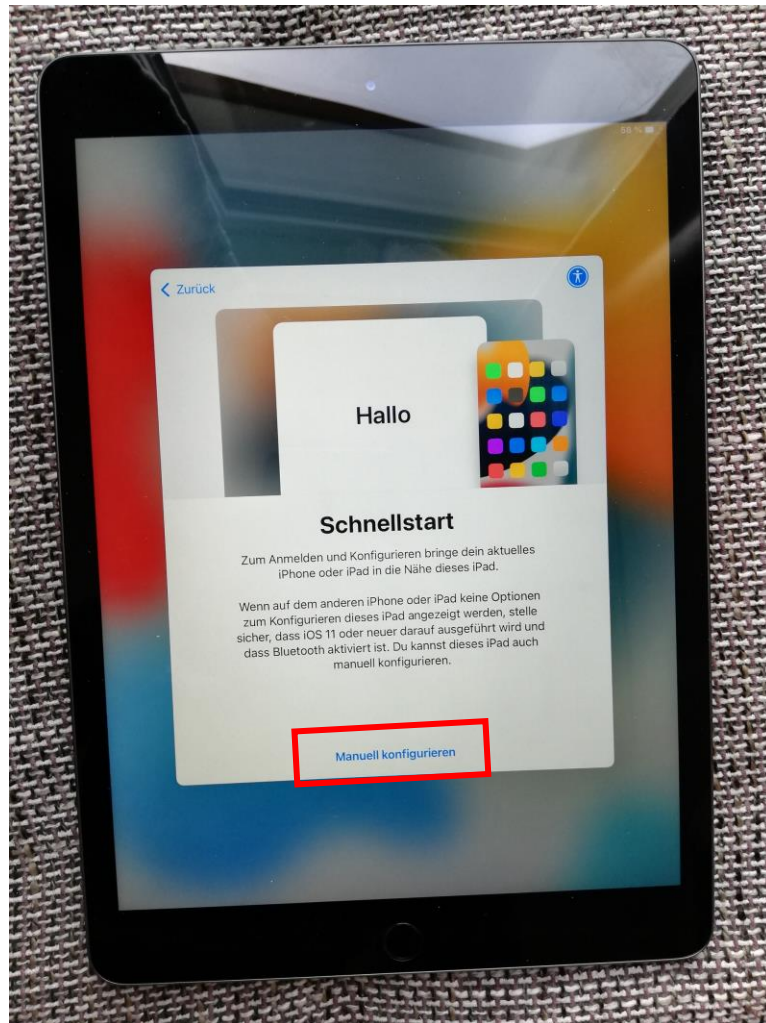 58 %
Zurück
Hallo
Schnellstart
Zum Anmelden und Konfigurieren bringe dein aktuelles
iPhone oder iPad in die Nähe dieses iPad.
Wenn auf dem anderen iPhone oder iPad keine Optionen
zum Konfigurieren dieses iPad angezeigt werden, stelle
sicher, dass iOS 11 oder neuer darauf ausgeführt wird und
dass Bluetooth aktiviert ist. Du kannst dieses iPad auch
manuell konfigurieren.
Manuell konfigurieren